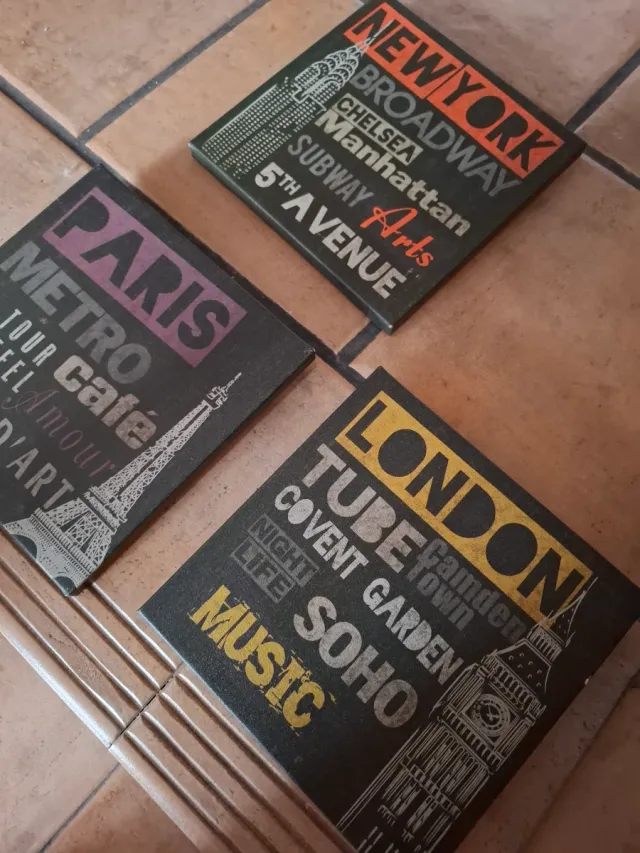 NEW YORK
BROADWAY
CHELSEA
Manhattan
SUBWAY Arts
5TH AVENUE
PARIS
METRO
TOUR café
FEL
Amour
D'ART
LONDON
TUBE Camden Town
COVENT GARDEN
NIGHT LIFE
SOHO
MUSIC